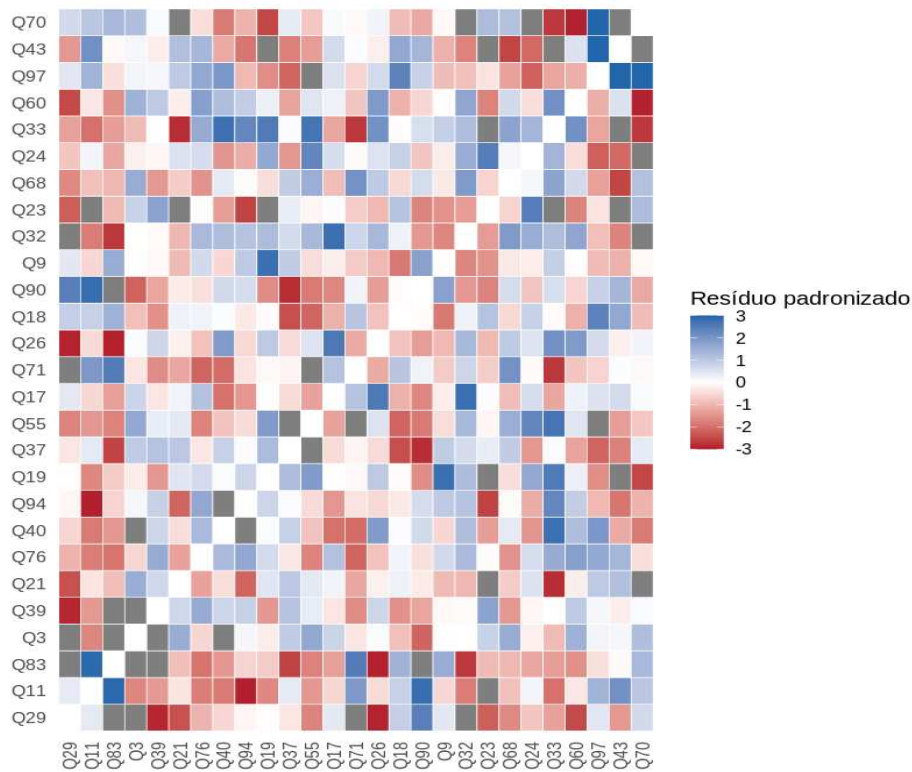 Q70
Q43
Q97
Q60
Q33
Q24
Q68
Q23
Q32
Q9
Q90
Q18
Q26
Q71
Q17
Q55
Q37
Q19
Q94
Q40
Q76
Q21
Q39
Q3
Q83
Q11
Q29
Resíduo padronizado
3
2
1
0
-1
-2
-3
Q29 Q11 Q83 Q3 Q39 Q21 Q76 Q40 Q94 Q19 Q37 Q55 Q17 Q71 Q26 Q18 Q90 Q9 Q32 Q23 Q68 Q24 Q33 Q60 Q97 Q43 Q70